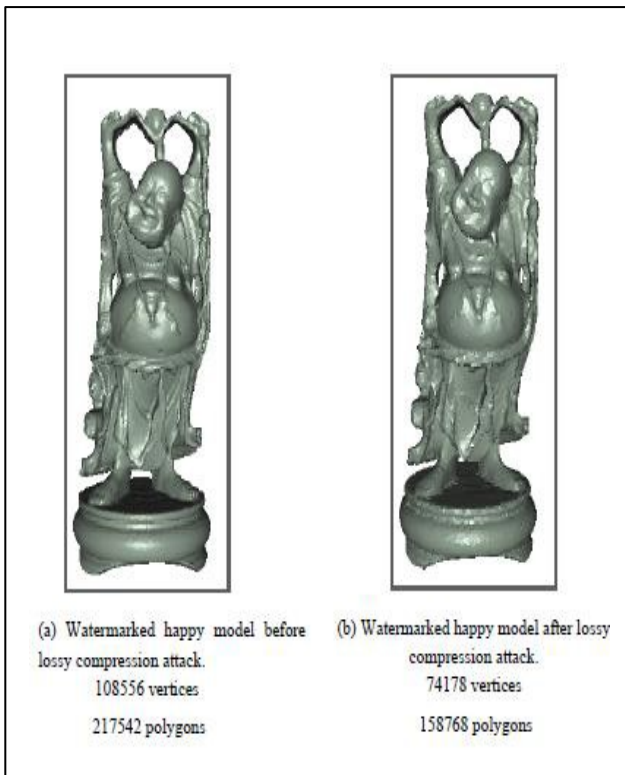 (a) Watermarked happy model before
lossy compression attack.
108556 vertices
217542 polygons
(b) Watermarked happy model after lossy
compression attack.
74178 vertices
158768 polygons